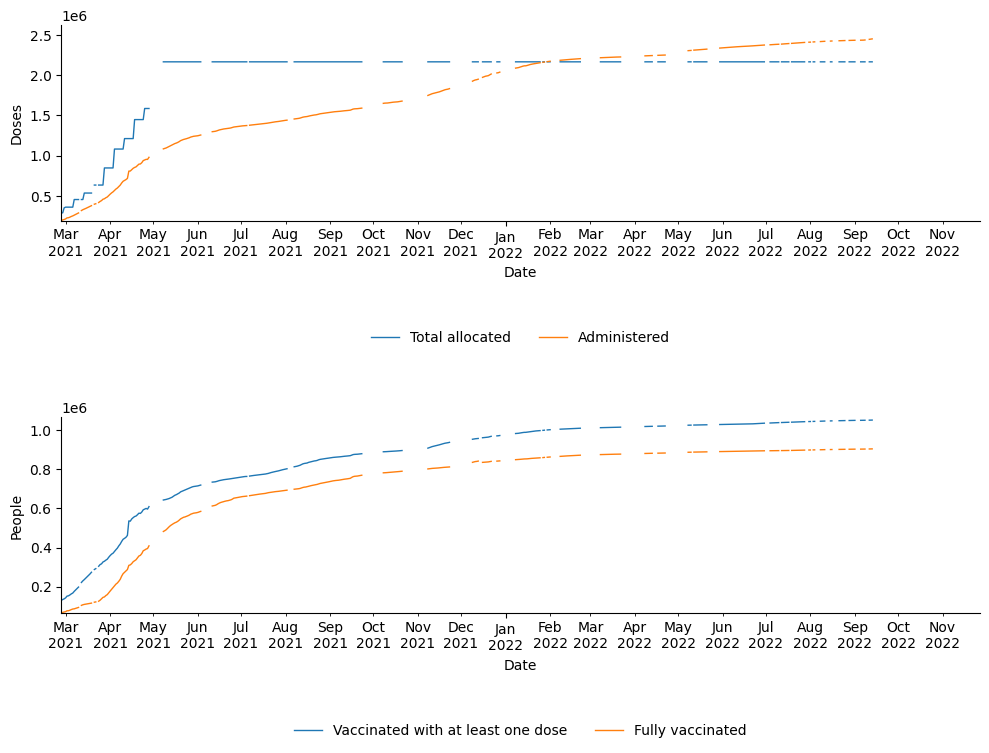 1e6
2.5
2.0
1.5
1.0
0.5
Doses
Mar Apr May Jun Jul Aug Sep Oct Nov Dec Jan Feb Mar Apr May Jun Jul Aug Sep Oct Nov
2021 2021 2021 2021 2021 2021 2021 2021 2021 2021 2022 2022 2022 2022 2022 2022 2022 2022 2022 2022 2022
Date
Total allocated Administered
1e6
1.0
0.8
0.6
0.4
0.2
People
Mar Apr May Jun Jul Aug Sep Oct Nov Dec Jan Feb Mar Apr May Jun Jul Aug Sep Oct Nov
2021 2021 2021 2021 2021 2021 2021 2021 2021 2021 2022 2022 2022 2022 2022 2022 2022 2022 2022 2022 2022
Date
Vaccinated with at least one dose Fully vaccinated